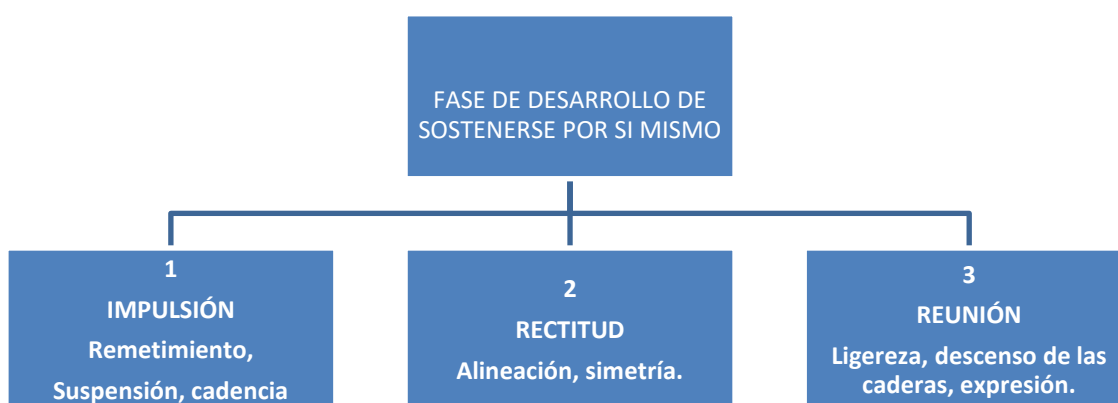 FASE DE DESARROLLO DE
SOSTENERSE POR SI MISMO
1
IMPULSIÓN
Remetimiento,
Suspensión, cadencia
2
RECTITUD
Alineación, simetría.
3
REUNIÓN
Ligereza, descenso de las
caderas, expresión.